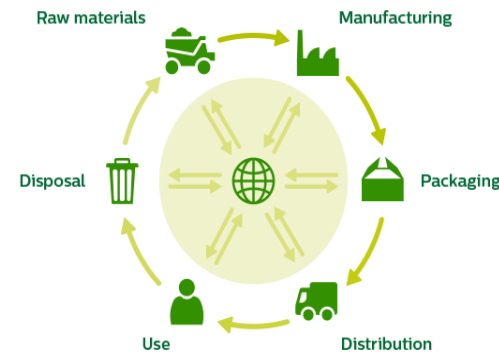 Raw materials
Manufacturing
Disposal
Packaging
Use
Distribution